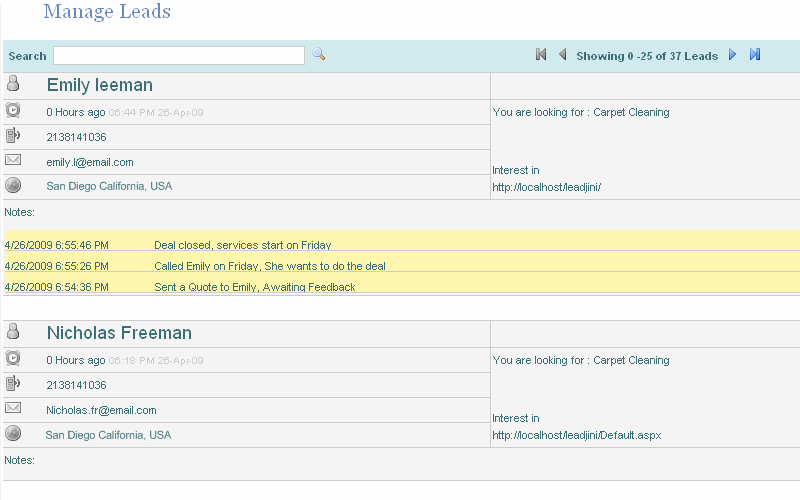 Manage Leads
Search
Showing 0 -25 of 37 Leads
Emily leeman
0 Hours ago 06:44 PM 26-Apr-09
You are looking for : Carpet Cleaning
2138141036
emily.l@email.com
Interest in
San Diego California, USA
http://localhost/leadjini/
Notes:
4/26/2009 6:55:46 PM Deal closed, services start on Friday
4/26/2009 6:55:26 PM Called Emily on Friday, She wants to do the deal
4/26/2009 6:54:36 PM Sent a Quote to Emily, Awaiting Feedback
Nicholas Freeman
0 Hours ago 06:18 PM 26-Apr-09
You are looking for : Carpet Cleaning
2138141036
Nicholas.fr@email.com
Interest in
San Diego California, USA
http://localhost/leadjini/Default.aspx
Notes: